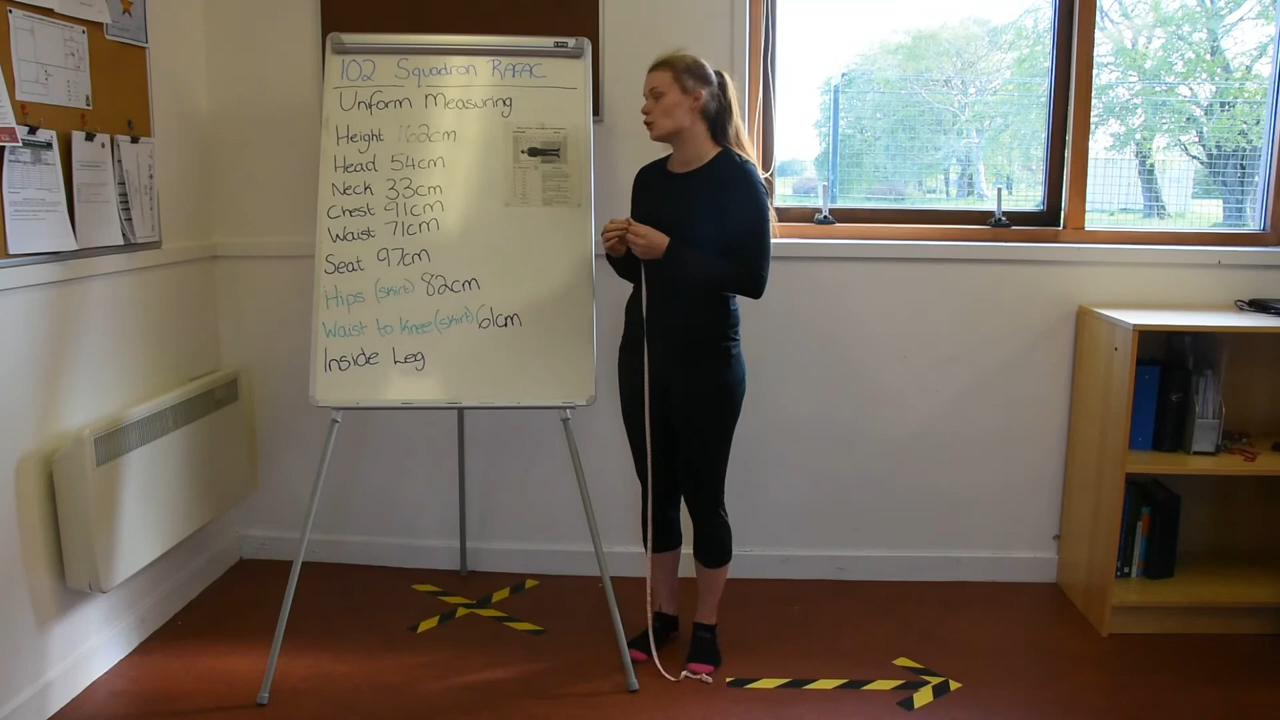 102 Squadron RAFAC
Uniform Measuring
Height 162cm
Head 54cm
Neck 33cm
Chest 91cm
Waist 71cm
Seat 97cm
Hips (skirt) 82cm
Waist to knee (skirt) 61cm
Inside Leg